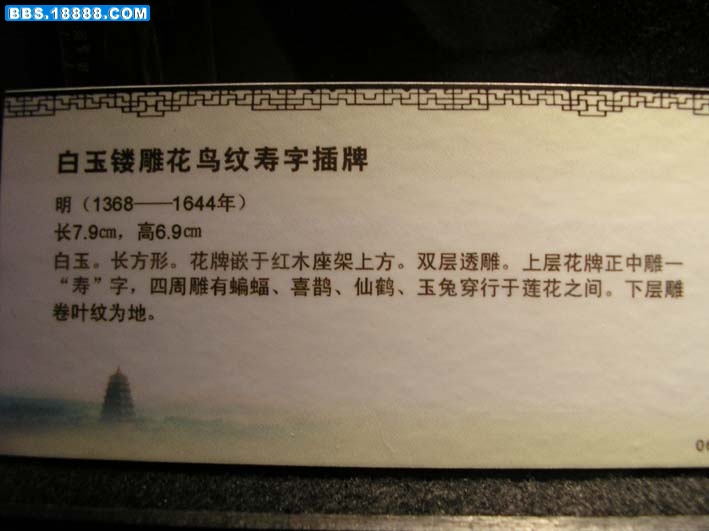 BBS.18888.COM
白玉镂雕花鸟纹寿字插牌
明（1368——1644年）
长7.9㎝，高6.9㎝
白玉。长方形。花牌嵌于红木座架上方。双层透雕。上层花牌正中雕一
“寿”字，四周雕有蝙蝠、喜鹊、仙鹤、玉兔穿行于莲花之间。下层雕
卷叶纹为地。